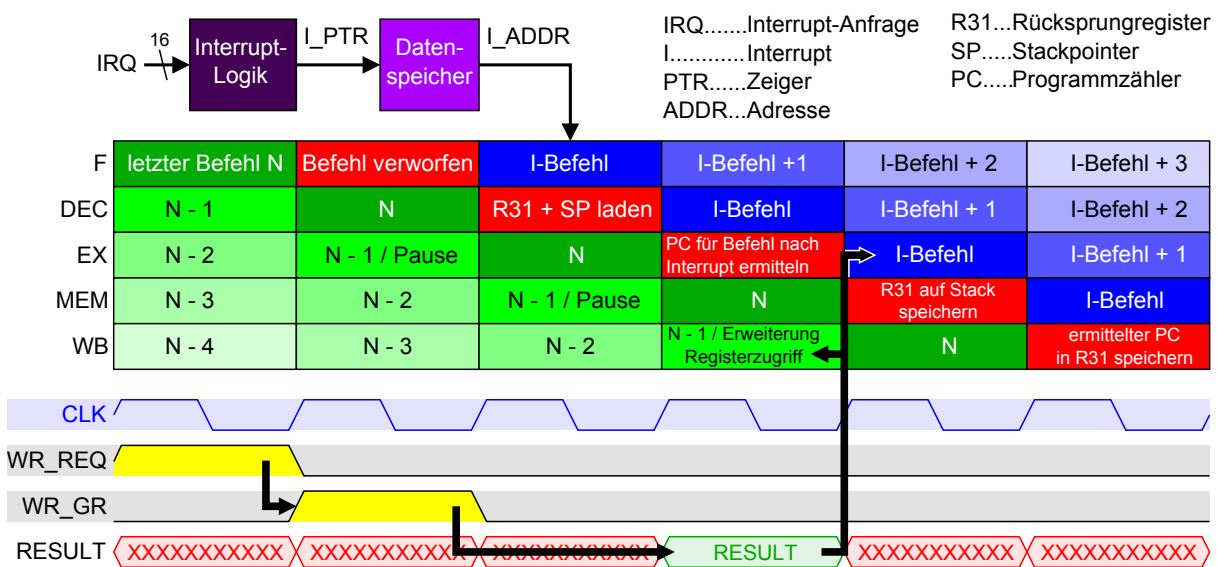 IRQ
16
Interrupt-
Logik
I_PTR
Daten-
speicher
I_ADDR
IRQ.......Interrupt-Anfrage
I............Interrupt
PTR......Zeiger
ADDR...Adresse
R31...Rücksprungregister
SP.....Stackpointer
PC.....Programmzähler
F letzter Befehl N Befehl verworfen I-Befehl I-Befehl +1 I-Befehl + 2 I-Befehl + 3
DEC N - 1 N R31 + SP laden I-Befehl I-Befehl + 1 I-Befehl + 2
EX N - 2 N - 1 / Pause N PC für Befehl nach
Interrupt ermitteln I-Befehl I-Befehl + 1
MEM N - 3 N - 2 N - 1 / Pause N R31 auf Stack
speichern I-Befehl
WB N - 4 N - 3 N - 2 N - 1 / Erweiterung
Registerzugriff N ermittelter PC
in R31 speichern
CLK
WR_REQ
WR_GR
RESULT XXXXXXXXXXX XXXXXXXXXXX XXXXXXXXXXX RESULT XXXXXXXXXXX XXXXXXXXXXX